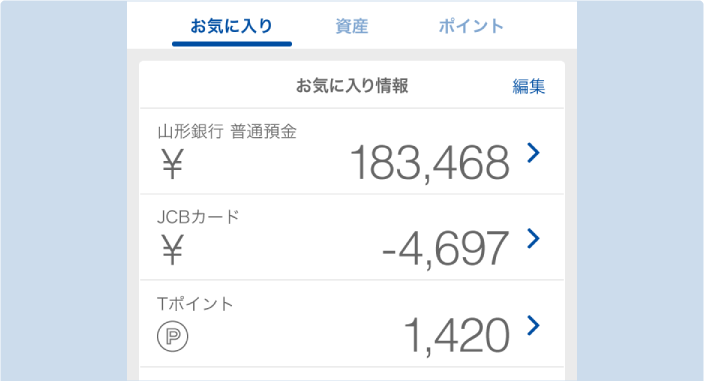 お気に入り 資産 ポイント
お気に入り情報 編集
山形銀行 普通預金
¥ 183,468
JCBカード
¥ -4,697
Tポイント
P 1,420